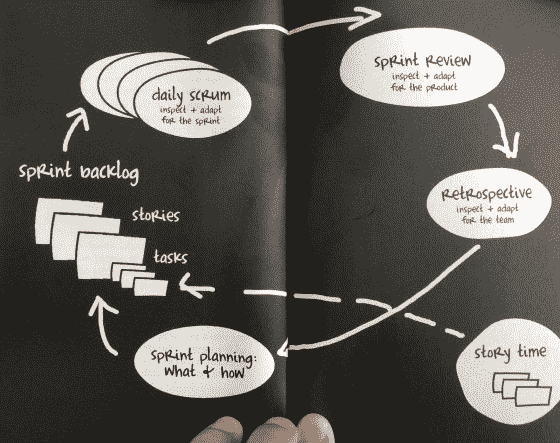 daily scrum
inspect + adapt
for the sprint
sprint review
inspect + adapt
for the product
retrospective
inspect + adapt
for the team
sprint backlog
stories
tasks
sprint planning:
what & how
story time